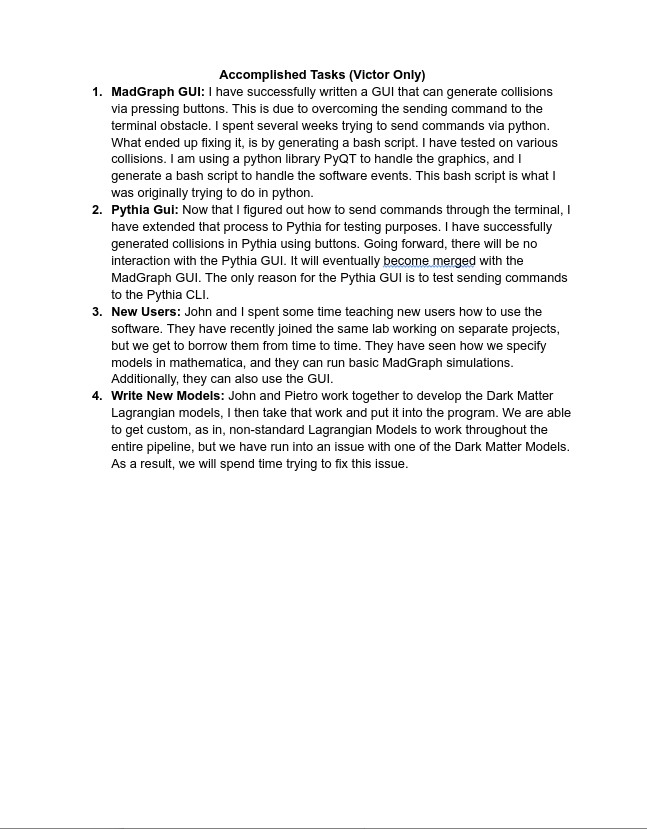 Accomplished Tasks (Victor Only)
1. MadGraph GUI: I have successfully written a GUI that can generate collisions
via pressing buttons. This is due to overcoming the sending command to the
terminal obstacle. I spent several weeks trying to send commands via python.
What ended up fixing it, is by generating a bash script. I have tested on various
collisions. I am using a python library PyQT to handle the graphics, and I
generate a bash script to handle the software events. This bash script is what I
was originally trying to do in python.
2. Pythia Gui: Now that I figured out how to send commands through the terminal, I
have extended that process to Pythia for testing purposes. I have successfully
generated collisions in Pythia using buttons. Going forward, there will be no
interaction with the Pythia GUI. It will eventually become merged with the
MadGraph GUI. The only reason for the Pythia GUI is to test sending commands
to the Pythia CLI.
3. New Users: John and I spent some time teaching new users how to use the
software. They have recently joined the same lab working on separate projects,
but we get to borrow them from time to time. They have seen how we specify
models in mathematica, and they can run basic MadGraph simulations.
Additionally, they can also use the GUI.
4. Write New Models: John and Pietro work together to develop the Dark Matter
Lagrangian models, I then take that work and put it into the program. We are able
to get custom, as in, non-standard Lagrangian Models to work throughout the
entire pipeline, but we have run into an issue with one of the Dark Matter Models.
As a result, we will spend time trying to fix this issue.